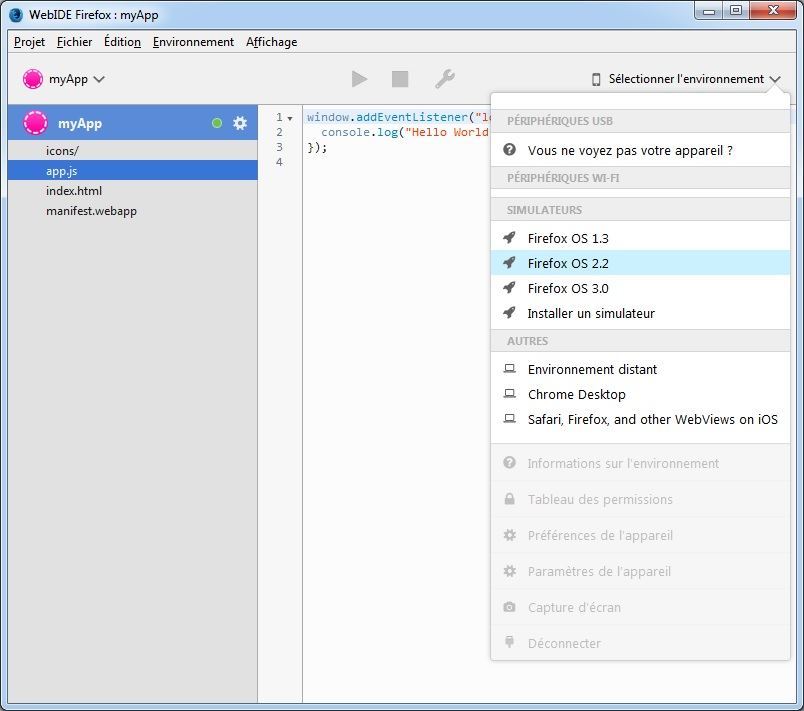 WebIDE Firefox : myApp
Projet Fichier Édition Environnement Affichage
myApp
Sélectionner l'environnement
myApp
icons/
app.js
index.html
manifest.webapp
1 window.addEventListener("lo
2 console.log("Hello World
3 });
4
PÉRIPHÉRIQUES USB
Vous ne voyez pas votre appareil ?
PÉRIPHÉRIQUES WI-FI
SIMULATEURS
Firefox OS 1.3
Firefox OS 2.2
Firefox OS 3.0
Installer un simulateur
AUTRES
Environnement distant
Chrome Desktop
Safari, Firefox, and other WebViews on iOS
Informations sur l'environnement
Tableau des permissions
Préférences de l'appareil
Paramètres de l'appareil
Capture d'écran
Déconnecter